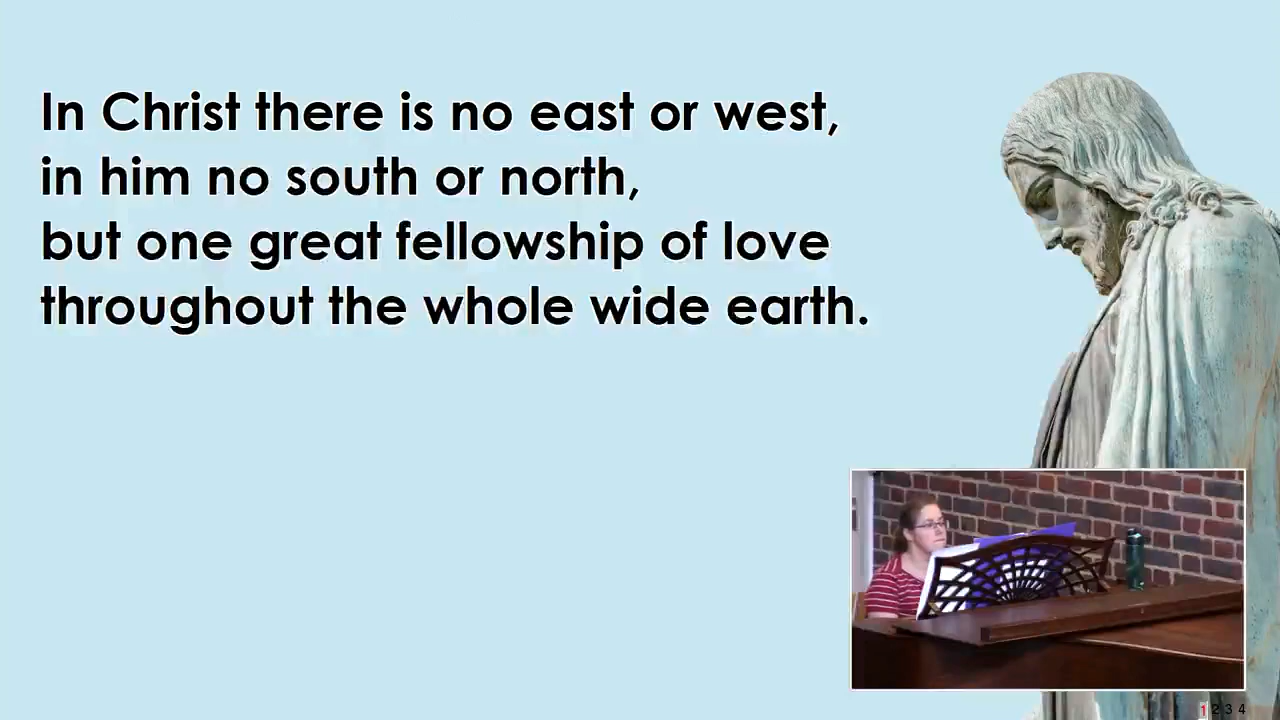 In Christ there is no east or west,
in him no south or north,
but one great fellowship of love
throughout the whole wide earth.
1 2 3 4